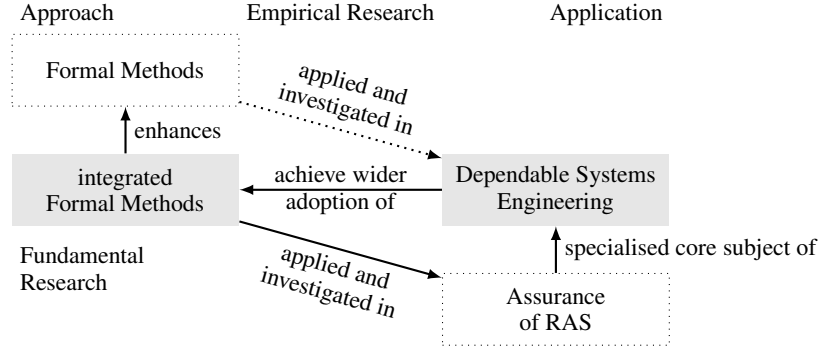 Approach
Empirical Research
Application
Formal Methods
applied and
investigated in
enhances
integrated
Formal Methods
achieve wider
adoption of
Dependable Systems
Engineering
Fundamental
Research
applied and
investigated in
specialised core subject of
Assurance
of RAS